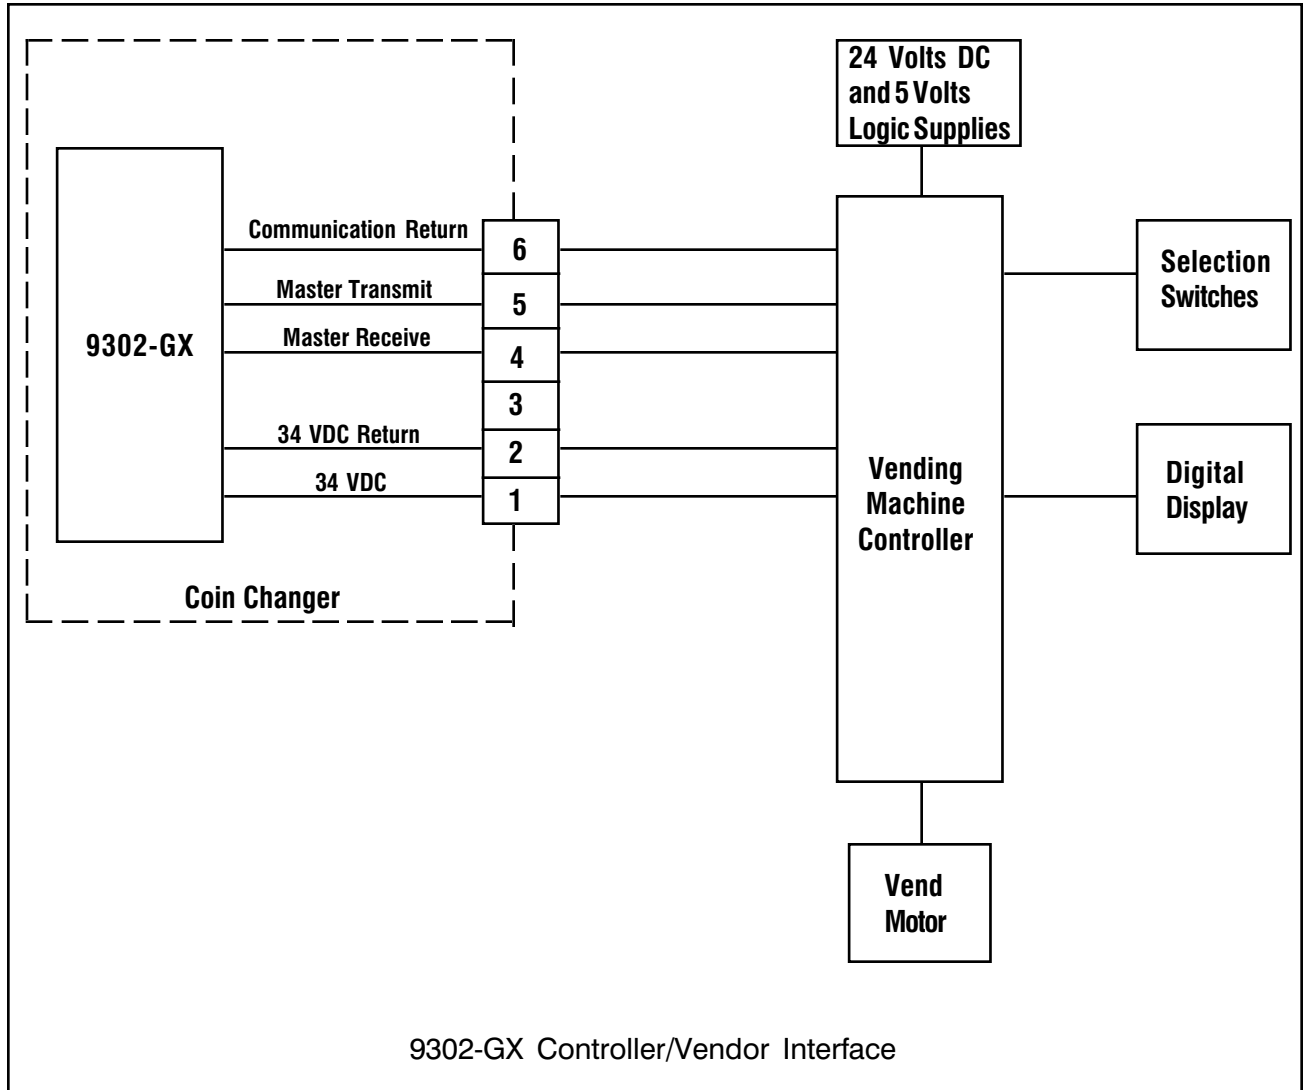 24 Volts DC
and 5 Volts
Logic Supplies
Communication Return
6
Master Transmit
5
Master Receive
4
3
34 VDC Return
2
34 VDC
1
9302-GX
Coin Changer
Vending
Machine
Controller
Selection
Switches
Digital
Display
Vend
Motor
9302-GX Controller/Vendor Interface